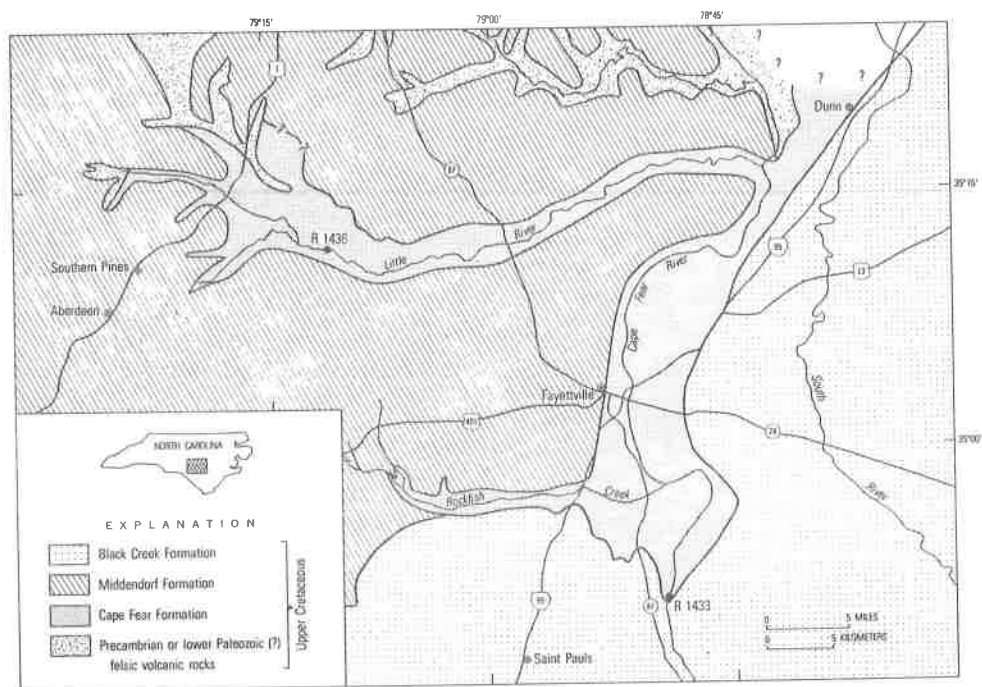 79°15'
79°00'
78°45'
?
?
?
?
?
1
Dunn
87
35°15'
R 1436
Little
River
95
Southern Pines
River
13
Fear
Aberdeen
Cape
South
Fayettville
401
24
35°00'
NORTH CAROLINA
Rockfish
Creek
River
EXPLANATION
Black Creek Formation
Middendorf Formation
Cape Fear Formation
Precambrian or lower Paleozoic (?)
felsic volcanic rocks
Upper Cretaceous
95
87
R 1433
0 5 MILES
0 5 KILOMETERS
Saint Pauls